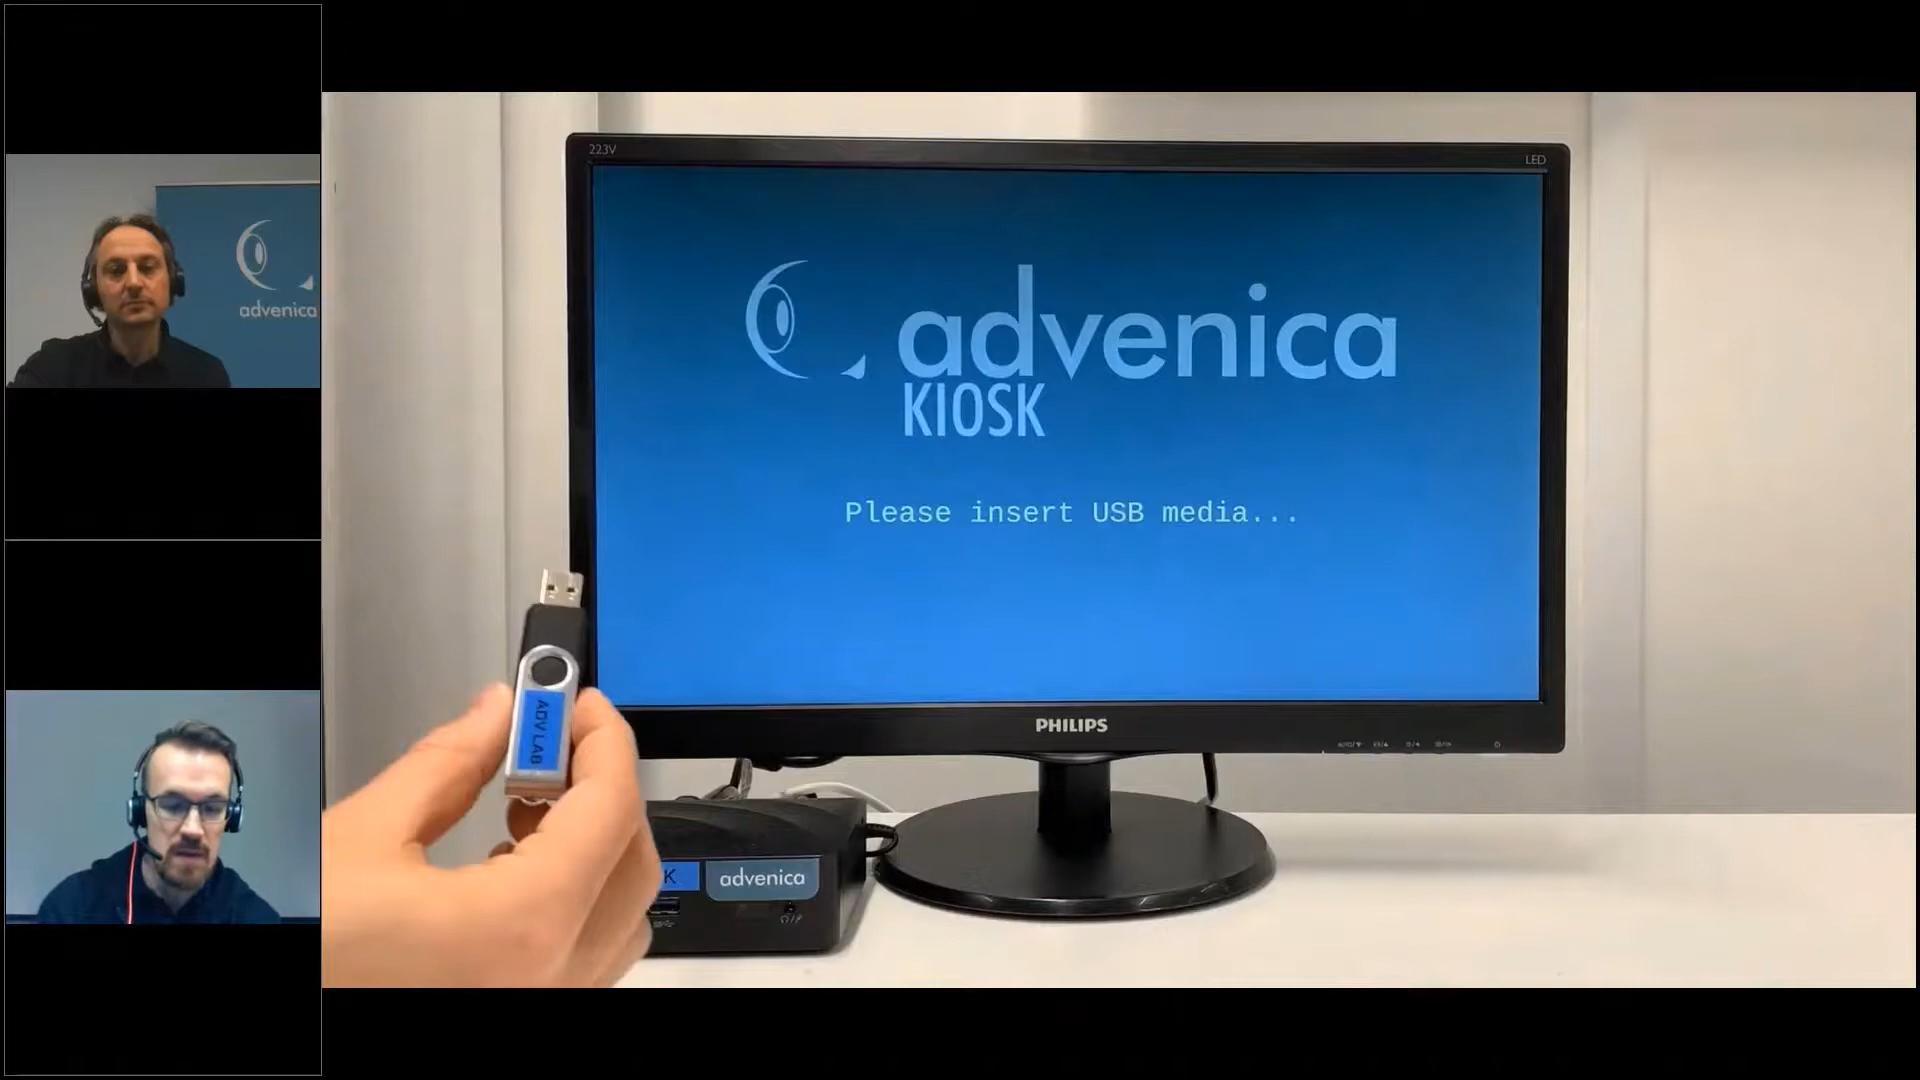 advenica
223V
LED
advenica
KIOSK
Please insert USB media...
PHILIPS
ADV LAB
K
advenica